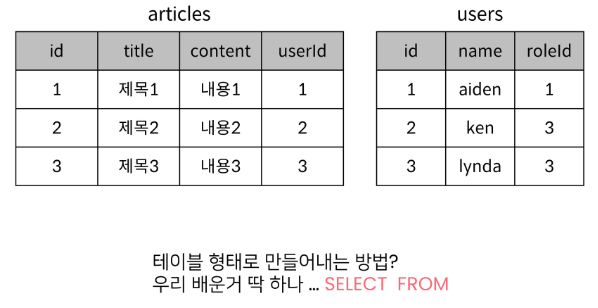 articles
id title content userId
1 제목1 내용1 1
2 제목2 내용2 2
3 제목3 내용3 3
users
id name roleId
1 aiden 1
2 ken 3
3 lynda 3
테이블 형태로 만들어내는 방법?
우리 배운거 딱 하나 ... SELECT FROM